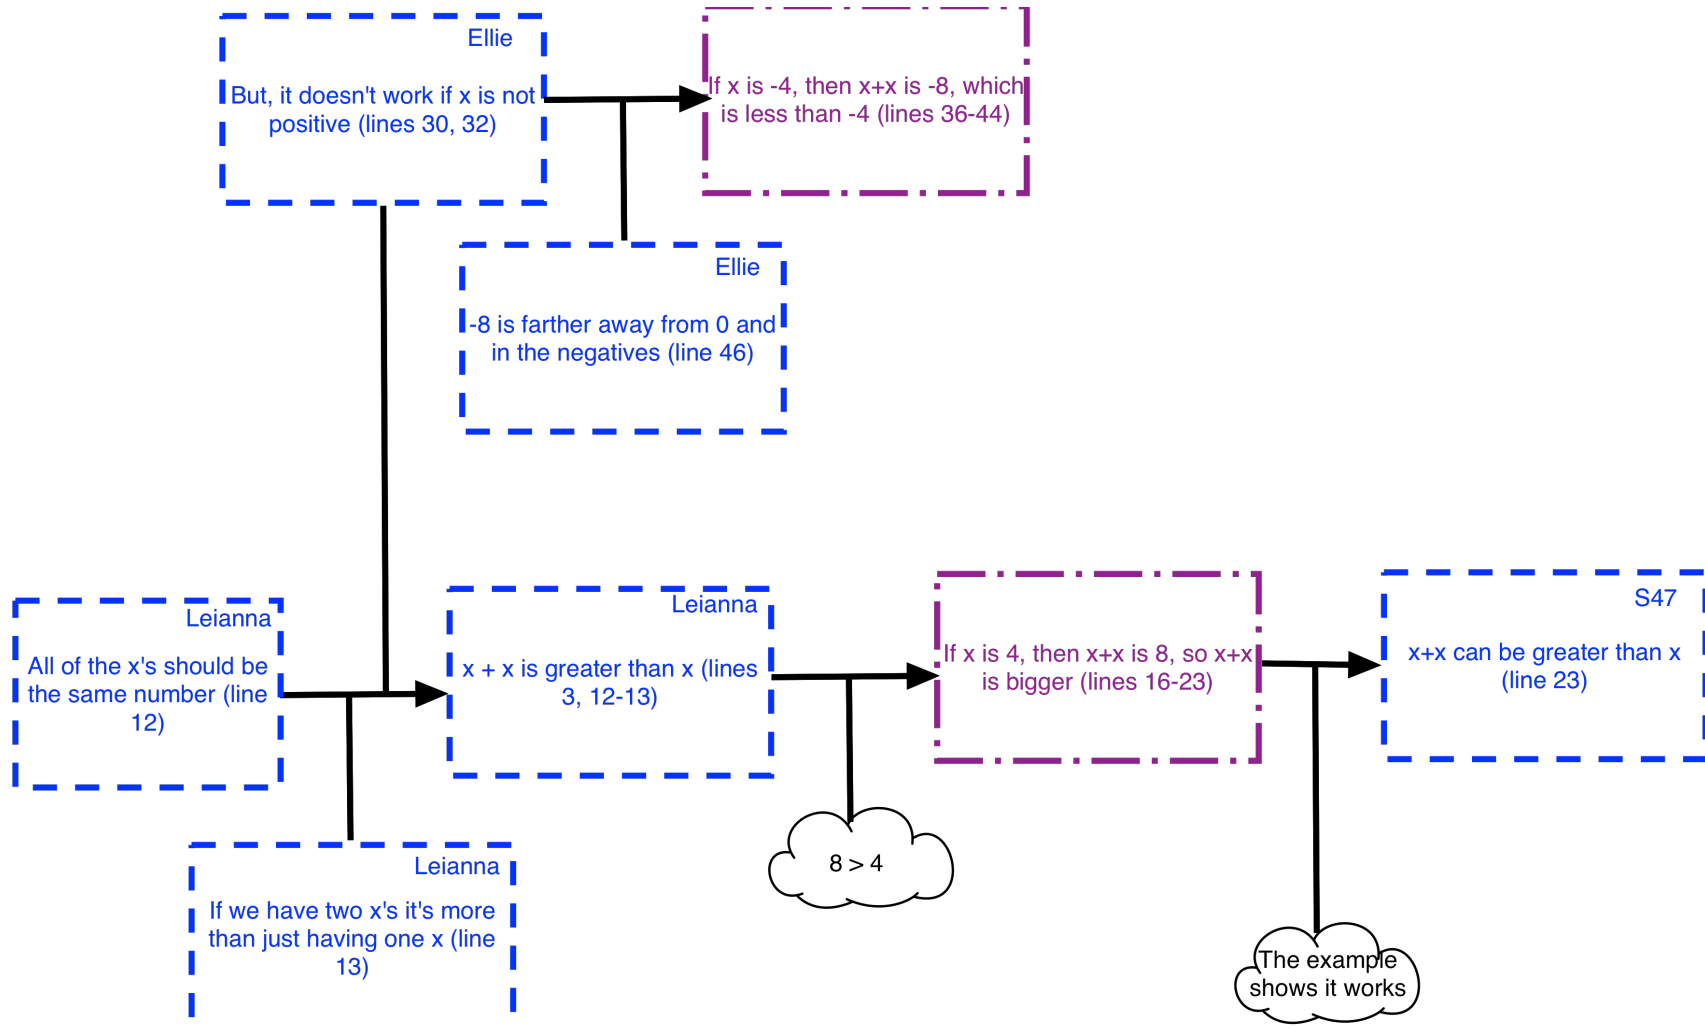 Ellie
But, it doesn't work if x is not
positive (lines 30, 32)
If x is -4, then x+x is -8, which
is less than -4 (lines 36-44)
Ellie
-8 is farther away from 0 and
in the negatives (line 46)
Leianna
All of the x's should be
the same number (line
12)
Leianna
x + x is greater than x (lines
3, 12-13)
If x is 4, then x+x is 8, so x+x
is bigger (lines 16-23)
S47
x+x can be greater than x
(line 23)
Leianna
If we have two x's it's more
than just having one x (line
13)
8 > 4
The example
shows it works